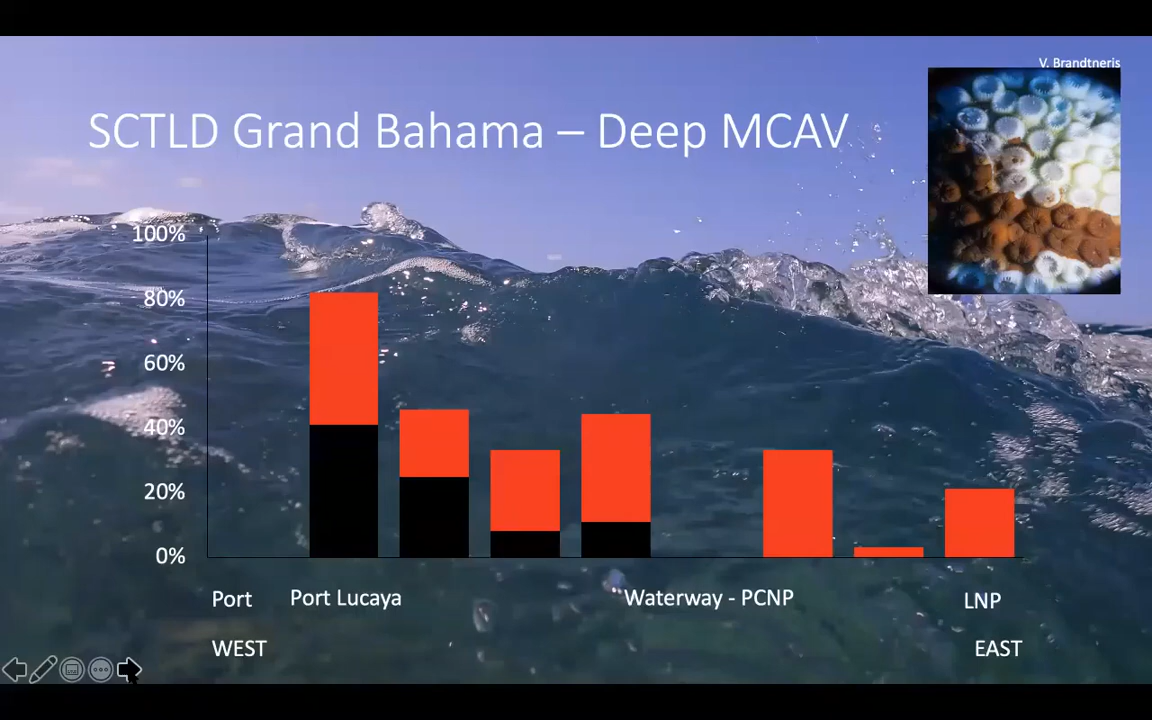 V. Brandtneris
SCTLD Grand Bahama – Deep MCAV
100%
80%
60%
40%
20%
0%
Port Port Lucaya Waterway - PCNP LNP
WEST EAST